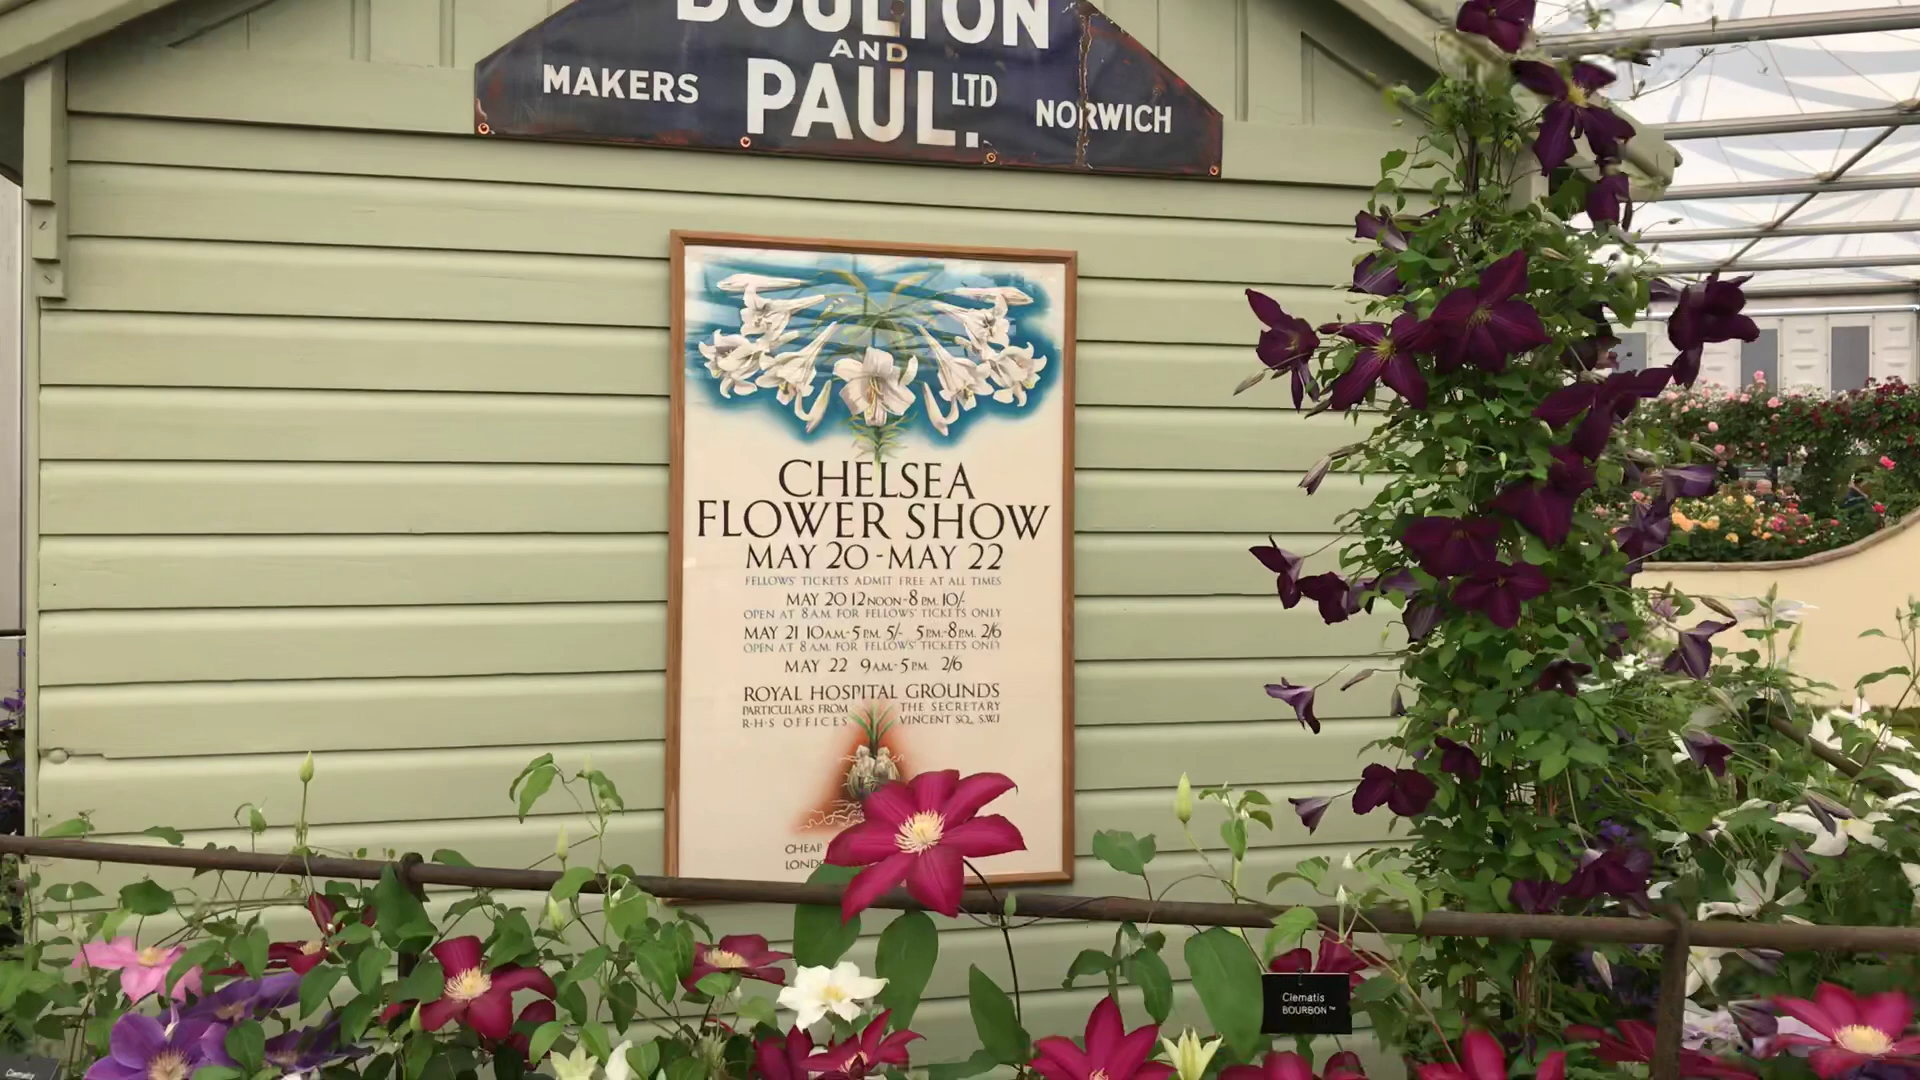 BOULTON
AND
MAKERS PAUL LTD. NORWICH
CHELSEA
FLOWER SHOW
MAY 20 - MAY 22
FELLOWS' TICKETS ADMIT FREE AT ALL TIMES
MAY 20 12 NOON - 8 P.M. 10/-
OPEN AT 8 A.M. FOR FELLOWS' TICKETS ONLY
MAY 21 10 A.M. - 5 P.M. 5/- 5 P.M. - 8 P.M. 2/6
OPEN AT 8 A.M. FOR FELLOWS' TICKETS ONLY
MAY 22 9 A.M. - 5 P.M. 2/6
ROYAL HOSPITAL GROUNDS
PARTICULARS FROM THE SECRETARY
R·H·S OFFICES VINCENT SQ., S.W.1
CHEAP
Clematis
BOURBON™
Clematis